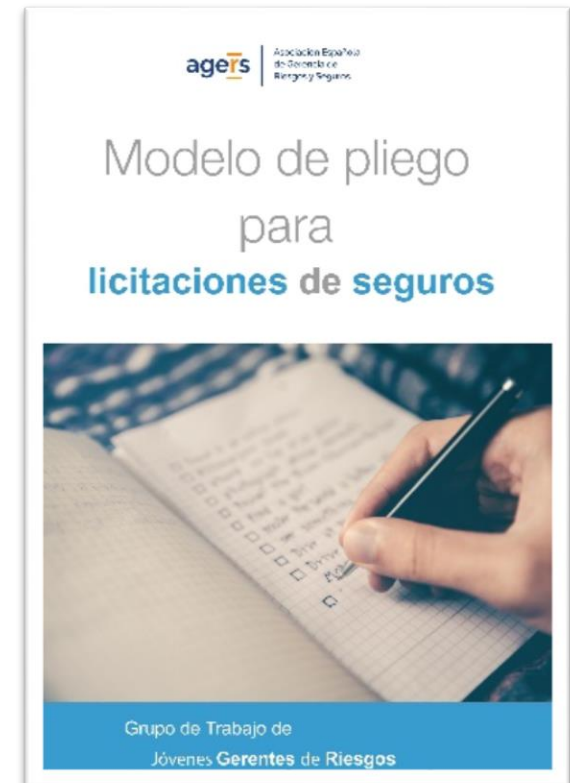 agers
Asociación Española
de Gerencia de
Riesgos y Seguros
Modelo de pliego
para
licitaciones de seguros
Grupo de Trabajo de
Jóvenes Gerentes de Riesgos